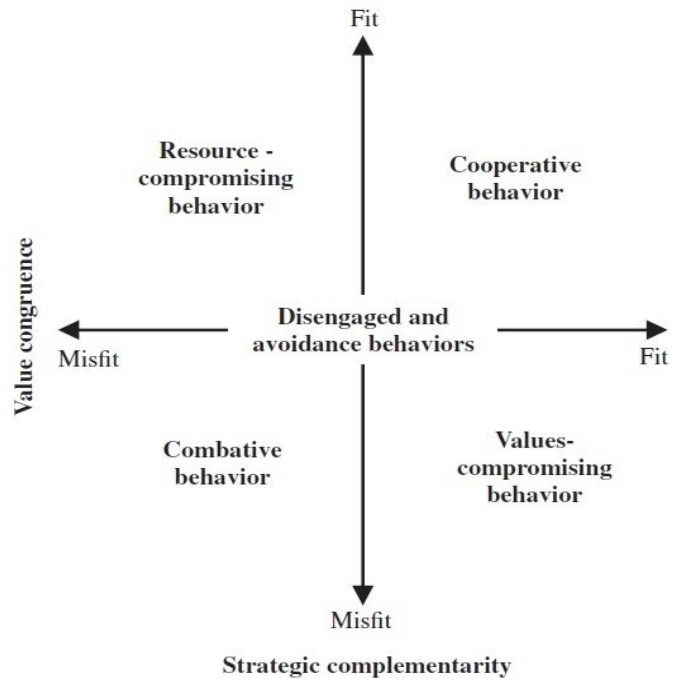 Fit
Resource -
compromising
behavior
Cooperative
behavior
Value congruence
Disengaged and
avoidance behaviors
Misfit
Fit
Combative
behavior
Values-
compromising
behavior
Misfit
Strategic complementarity